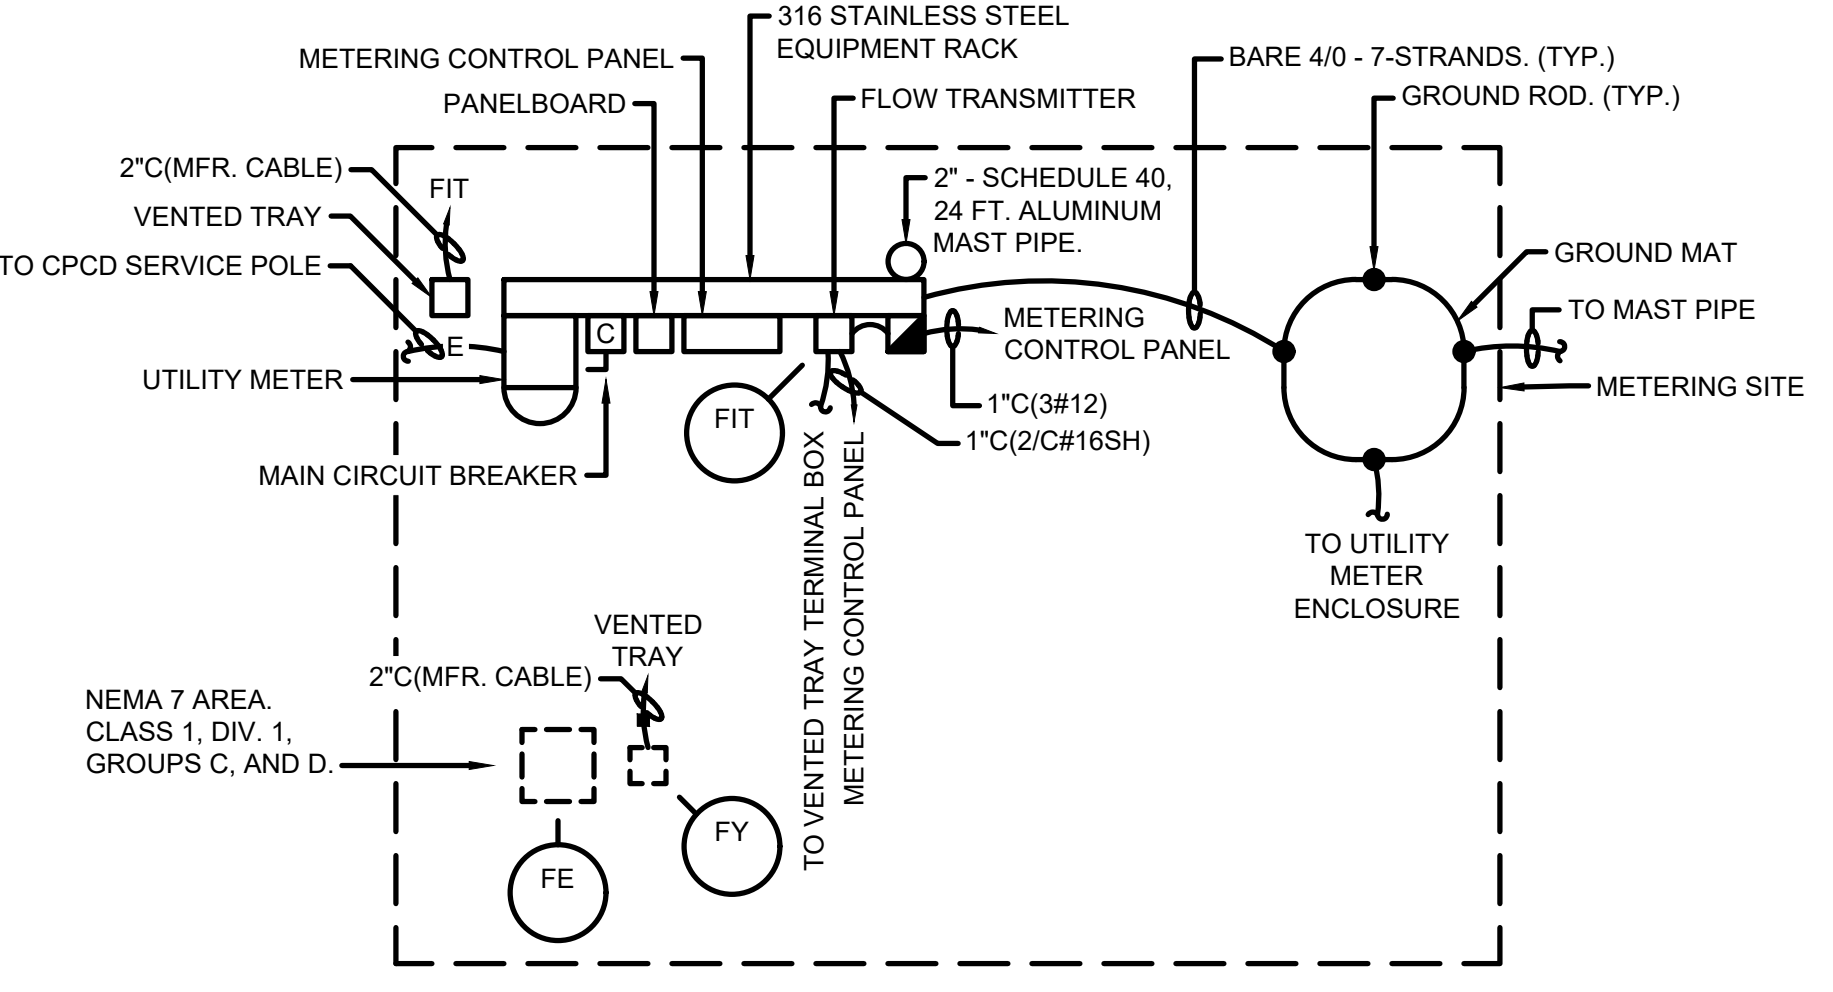 316 STAINLESS STEEL
EQUIPMENT RACK
METERING CONTROL PANEL
BARE 4/0 - 7-STRANDS. (TYP.)
PANELBOARD
FLOW TRANSMITTER
GROUND ROD. (TYP.)
2"C(MFR. CABLE)
FIT
VENTED TRAY
2" - SCHEDULE 40,
24 FT. ALUMINUM
MAST PIPE.
TO CPCD SERVICE POLE
GROUND MAT
E
C
METERING
CONTROL PANEL
TO MAST PIPE
UTILITY METER
METERING SITE
FIT
1"C(3#12)
1"C(2/C#16SH)
MAIN CIRCUIT BREAKER
TO VENTED TRAY TERMINAL BOX
METERING CONTROL PANEL
TO UTILITY
METER
ENCLOSURE
VENTED
TRAY
2"C(MFR. CABLE)
NEMA 7 AREA.
CLASS 1, DIV. 1,
GROUPS C, AND D.
FY
FE